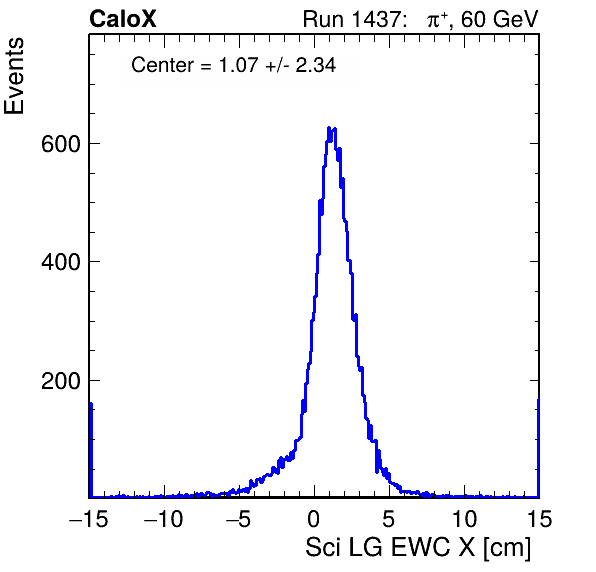 CaloX Run 1437: π⁺, 60 GeV
Center = 1.07 +/- 2.34
Events
600
400
200
−15 −10 −5 0 5 10 15
Sci LG EWC X [cm]